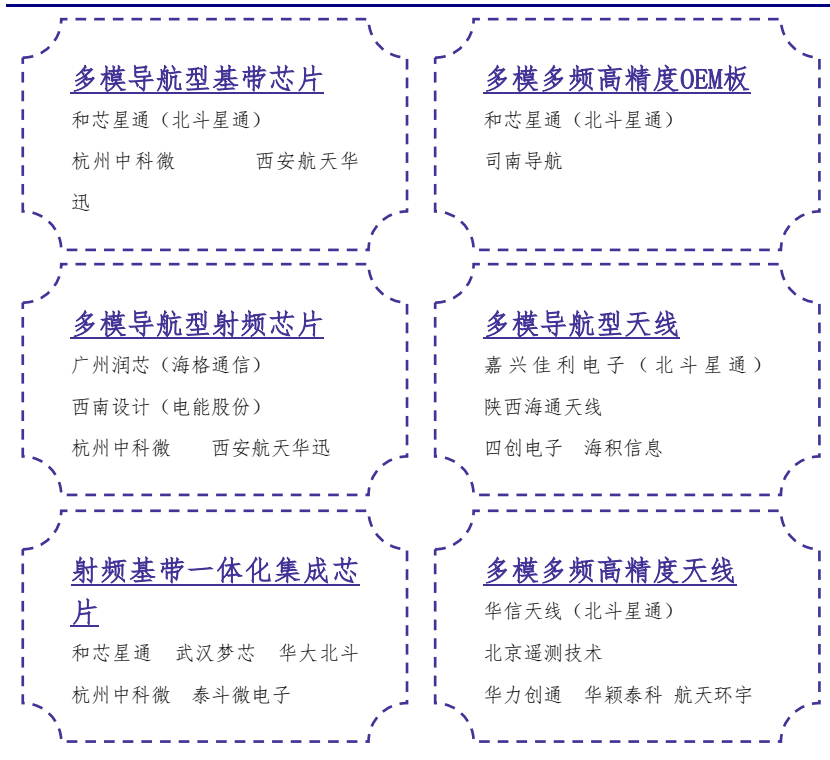 多模导航型基带芯片
和芯星通（北斗星通）
杭州中科微 西安航天华
迅
多模多频高精度OEM板
和芯星通（北斗星通）
司南导航
多模导航型射频芯片
广州润芯（海格通信）
西南设计（电能股份）
杭州中科微 西安航天华迅
多模导航型天线
嘉兴佳利电子（北斗星通）
陕西海通天线
四创电子 海积信息
射频基带一体化集成芯
片
和芯星通 武汉梦芯 华大北斗
杭州中科微 泰斗微电子
多模多频高精度天线
华信天线（北斗星通）
北京遥测技术
华力创通 华颖泰科 航天环宇